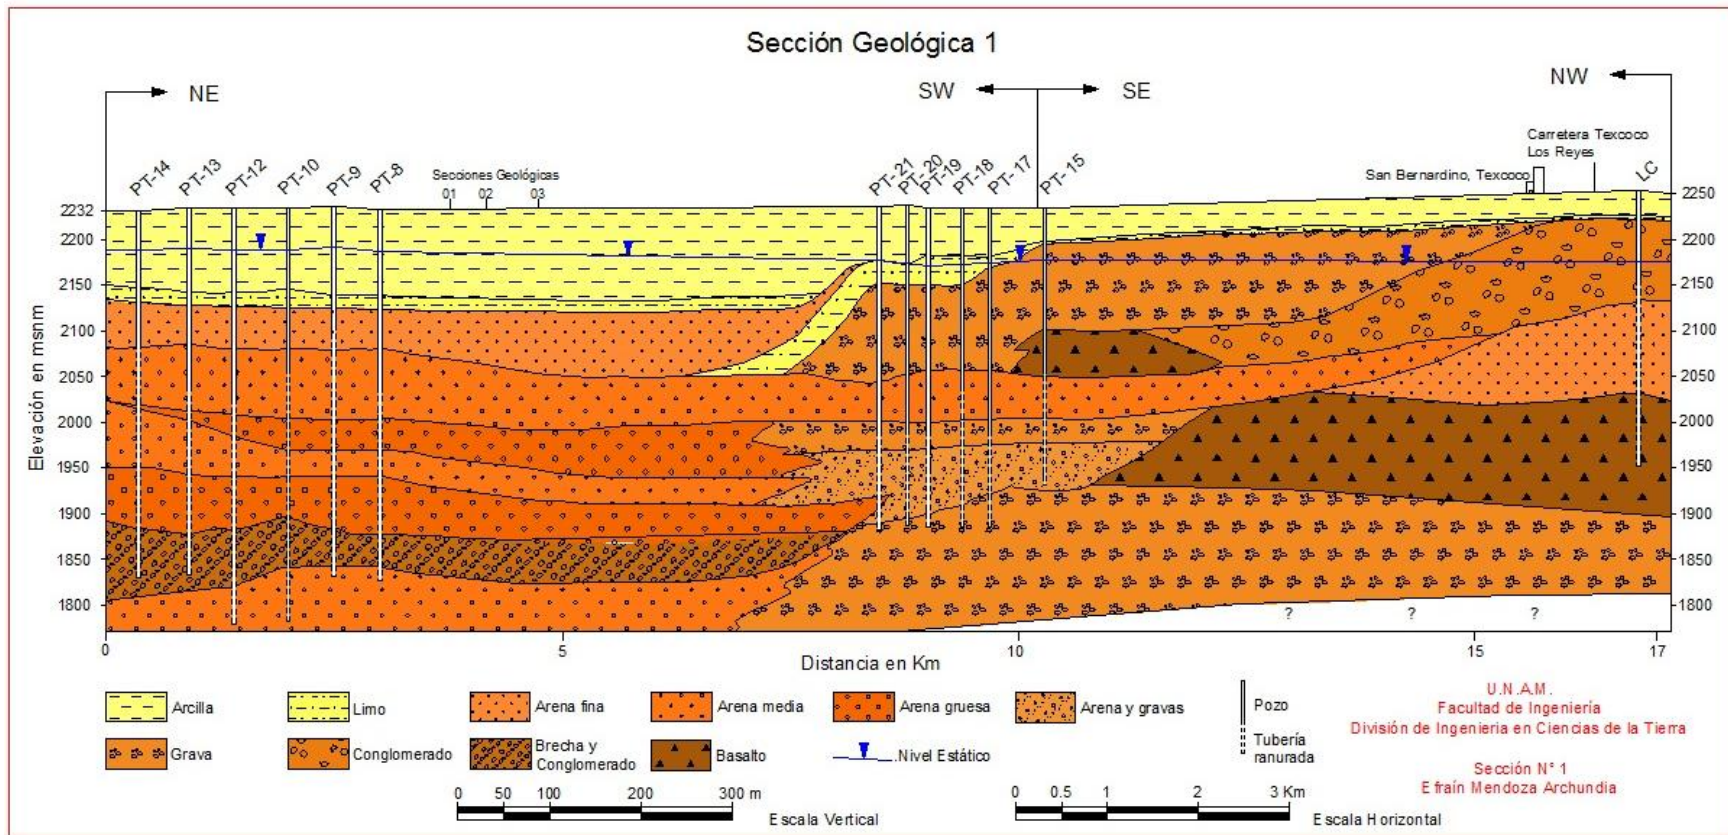 Sección Geológica 1
NE
SW
SE
NW
PT-14
PT-13
PT-12
PT-10
PT-9
PT-8
Secciones Geológicas
01 02 03
PT-21
PT-20
PT-19
PT-18
PT-17
PT-15
San Bernardino, Texcoco
Carretera Texcoco
Los Reyes
LC
Elevación en msnm
2232
2200
2150
2100
2050
2000
1950
1900
1850
1800
2250
2200
2150
2100
2050
2000
1950
1900
1850
1800
? ? ?
0 5 10 15 17
Distancia en Km
Arcilla
Limo
Arena fina
Arena media
Arena gruesa
Arena y gravas
Grava
Conglomerado
Brecha y
Conglomerado
Basalto
.Nivel Estático
Pozo
Tubería
ranurada
U.N.A.M.
Facultad de Ingeniería
División de Ingenieria en Ciencias de la Tierra
Sección N° 1
Efraín Mendoza Archundia
0 50 100 200 300 m
Escala Vertical
0 0.5 1 2 3 Km
Escala Horizontal